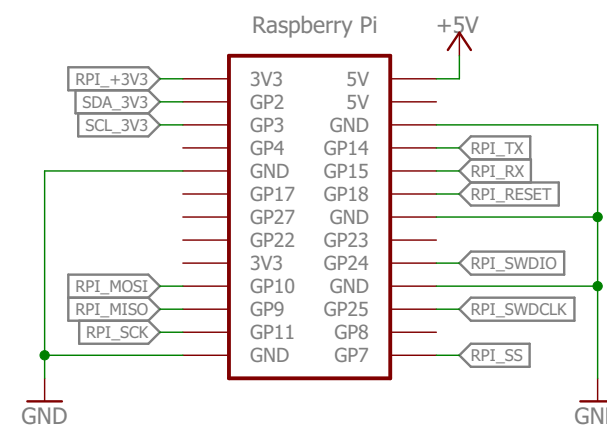 Raspberry Pi +5V
RPI_+3V3 3V3 5V
SDA_3V3 GP2 5V
SCL_3V3 GP3 GND
GP4 GP14 RPI_TX
GND GP15 RPI_RX
GP17 GP18 RPI_RESET
GP27 GND
GP22 GP23
3V3 GP24 RPI_SWDIO
RPI_MOSI GP10 GND
RPI_MISO GP9 GP25 RPI_SWDCLK
RPI_SCK GP11 GP8
GND GP7 RPI_SS
GND GND